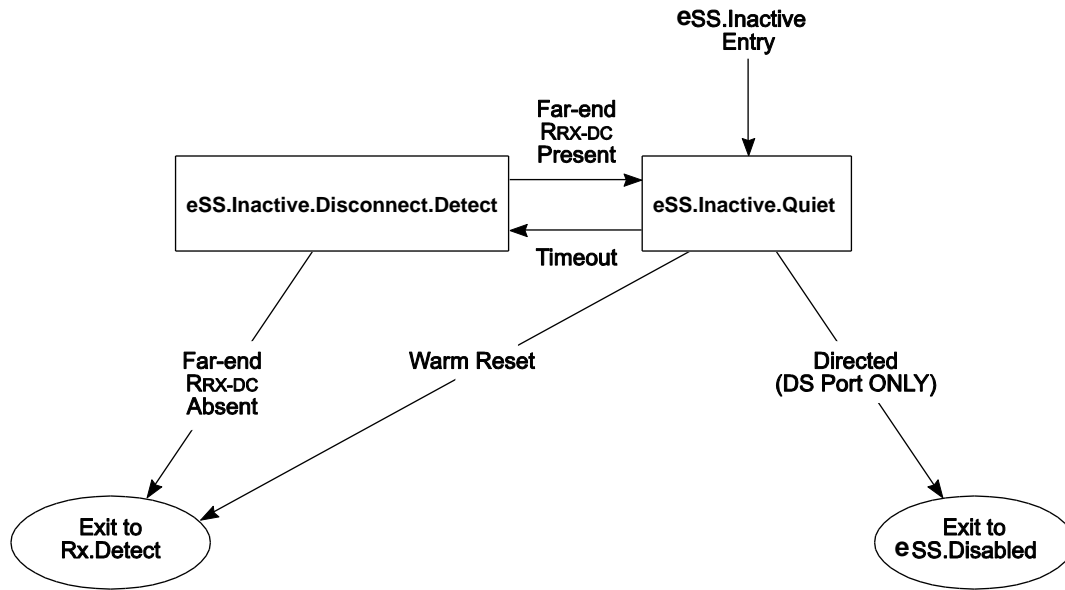 eSS.Inactive
Entry
Far-end
RRX-DC
Present
eSS.Inactive.Disconnect.Detect
eSS.Inactive.Quiet
Timeout
Far-end
RRX-DC
Absent
Warm Reset
Directed
(DS Port ONLY)
Exit to
Rx.Detect
Exit to
eSS.Disabled